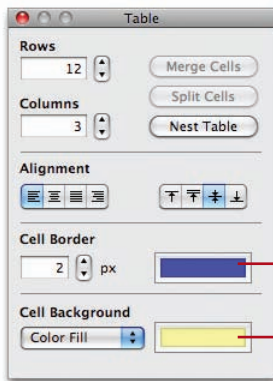 Table
Rows
12
Merge Cells
Split Cells
Columns
3
Nest Table
Alignment
Cell Border
2 px
Cell Background
Color Fill